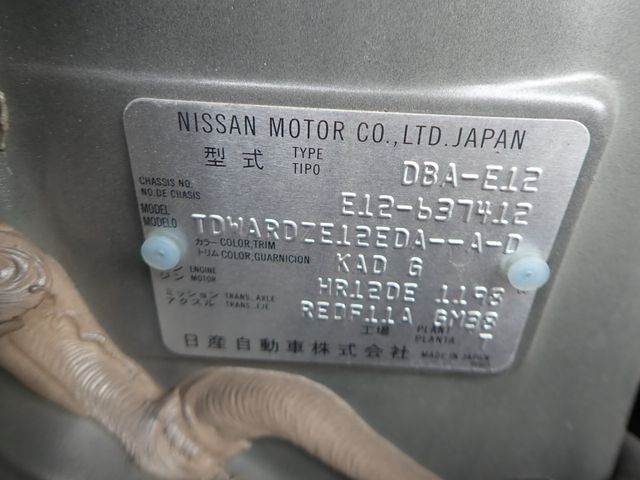 NISSAN MOTOR CO., LTD. JAPAN
型式 TYPE TIPO DBA-E12
CHASSIS NO. NO. DE CHASIS E12-637412
MODEL MODELO TDWARDZE12EDA--A-D
カラー COLOR, TRIM トリム COLOR, GUARNICION KAD G
エンジン ENGINE MOTOR HR12DE 1198 cc
ミッション TRANS. アクスル TRANS. AXLE EJE RE0F11A GM38
工場 PLANT PLANTA T
日産自動車株式会社 MADE IN JAPAN